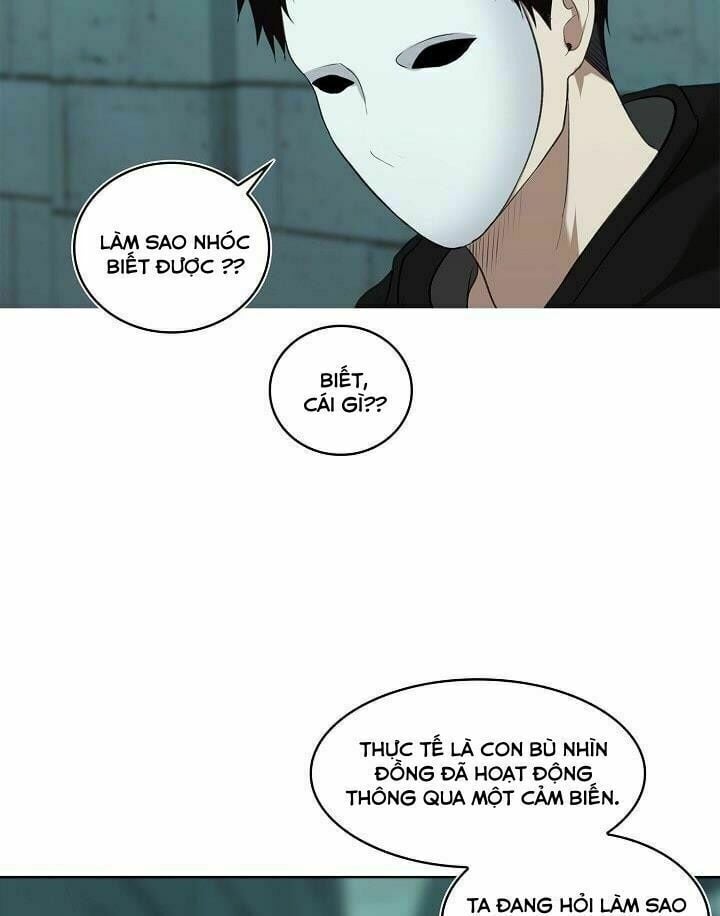 LÀM SAO NHÓC
BIẾT ĐƯỢC ??
BIẾT,
CÁI GÌ??
THỰC TẾ LÀ CON BÙ NHÌN
ĐỒNG ĐÃ HOẠT ĐỘNG
THÔNG QUA MỘT CẢM BIẾN.
TA ĐANG HỎI LÀM SAO